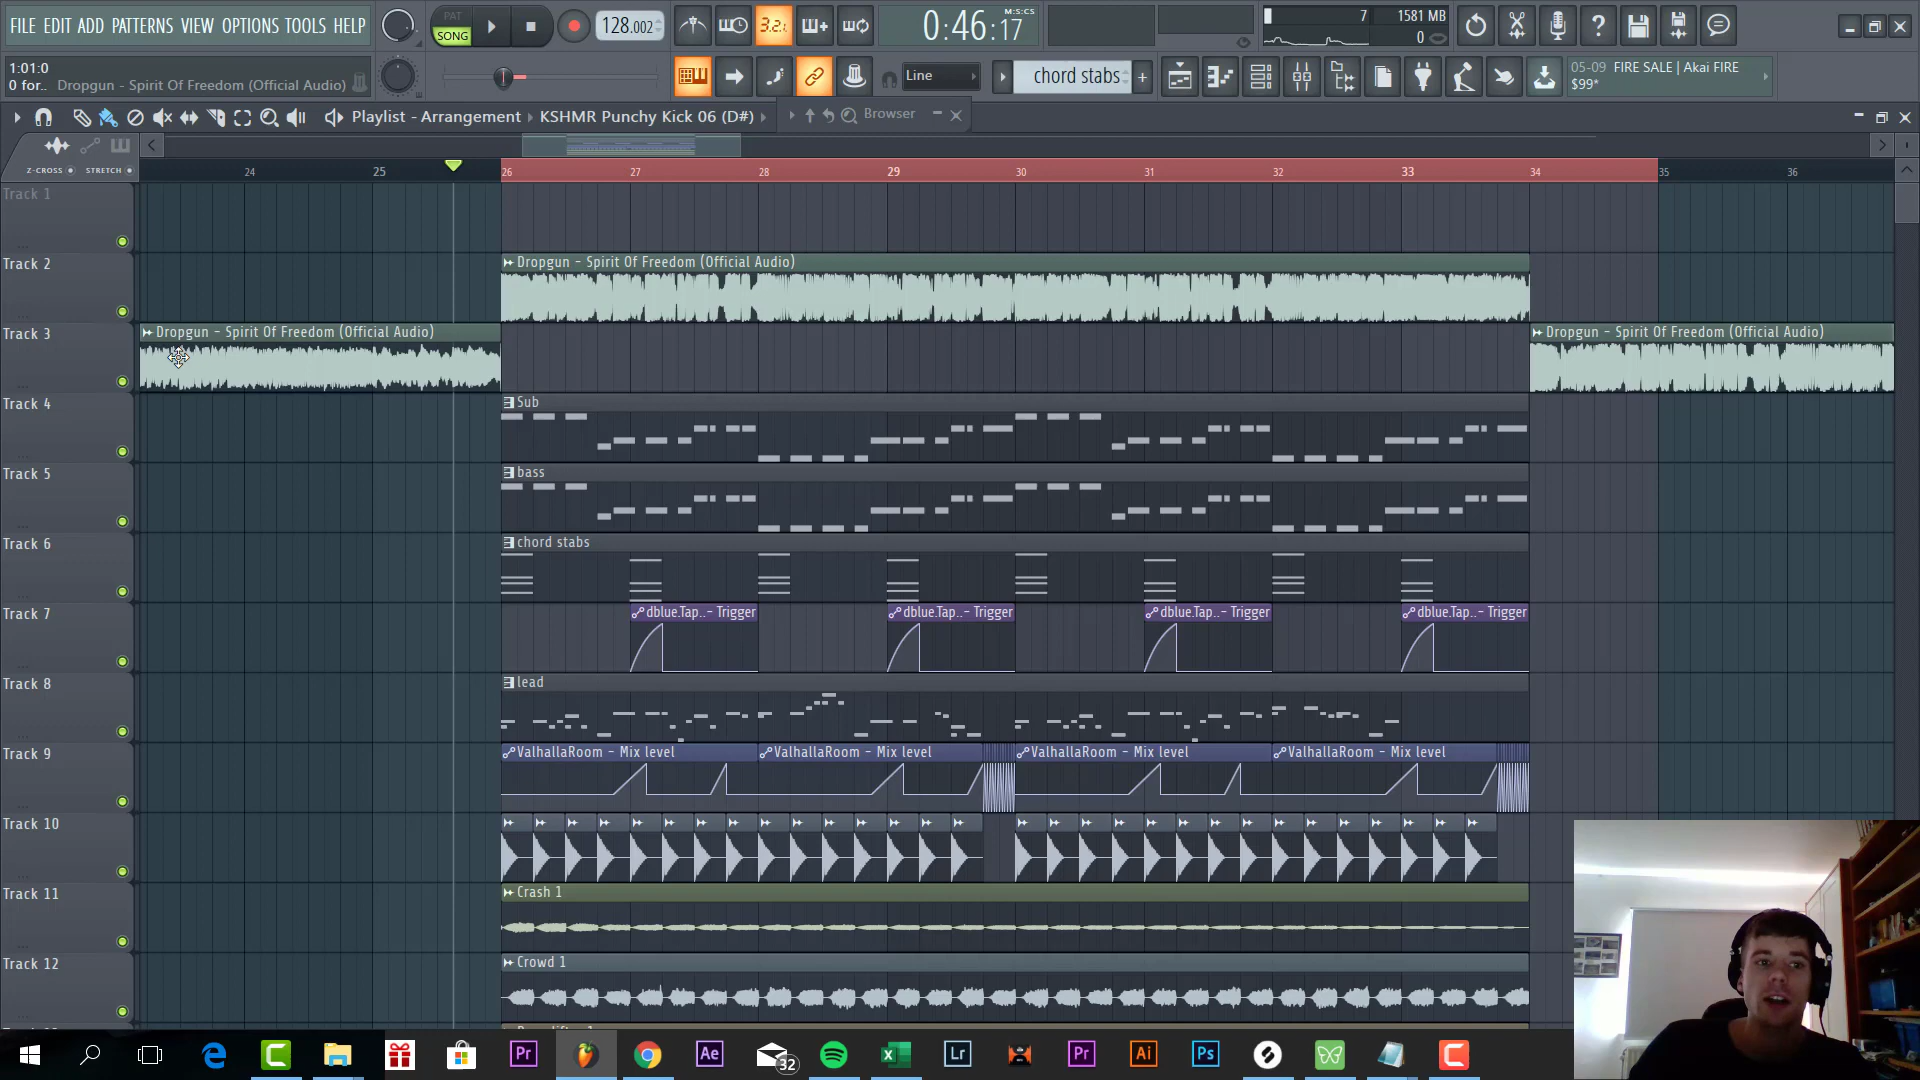 FILE EDIT ADD PATTERNS VIEW OPTIONS TOOLS HELP
PAT
SONG
128.002
3.2.
0:46:17
M:S:CS
7
1581 MB
0
1:01:0
0 for..
Dropgun - Spirit Of Freedom (Official Audio)
Line
chord stabs
05-09 FIRE SALE | Akai FIRE
$99*
Playlist - Arrangement
KSHMR Punchy Kick 06 (D#)
Browser
Z-CROSS
STRETCH
24
25
26
27
28
29
30
31
32
33
34
35
36
Track 1
Track 2
Dropgun - Spirit Of Freedom (Official Audio)
Track 3
Dropgun - Spirit Of Freedom (Official Audio)
Dropgun - Spirit Of Freedom (Official Audio)
Track 4
Sub
Track 5
bass
Track 6
chord stabs
Track 7
dblue.Tap..- Trigger
dblue.Tap..- Trigger
dblue.Tap..- Trigger
dblue.Tap..- Trigger
Track 8
lead
Track 9
ValhallaRoom - Mix level
ValhallaRoom - Mix level
ValhallaRoom - Mix level
ValhallaRoom - Mix level
Track 10
Track 11
Crash 1
Track 12
Crowd 1
Pr
Ae
32
Lr
Pr
Ai
Ps